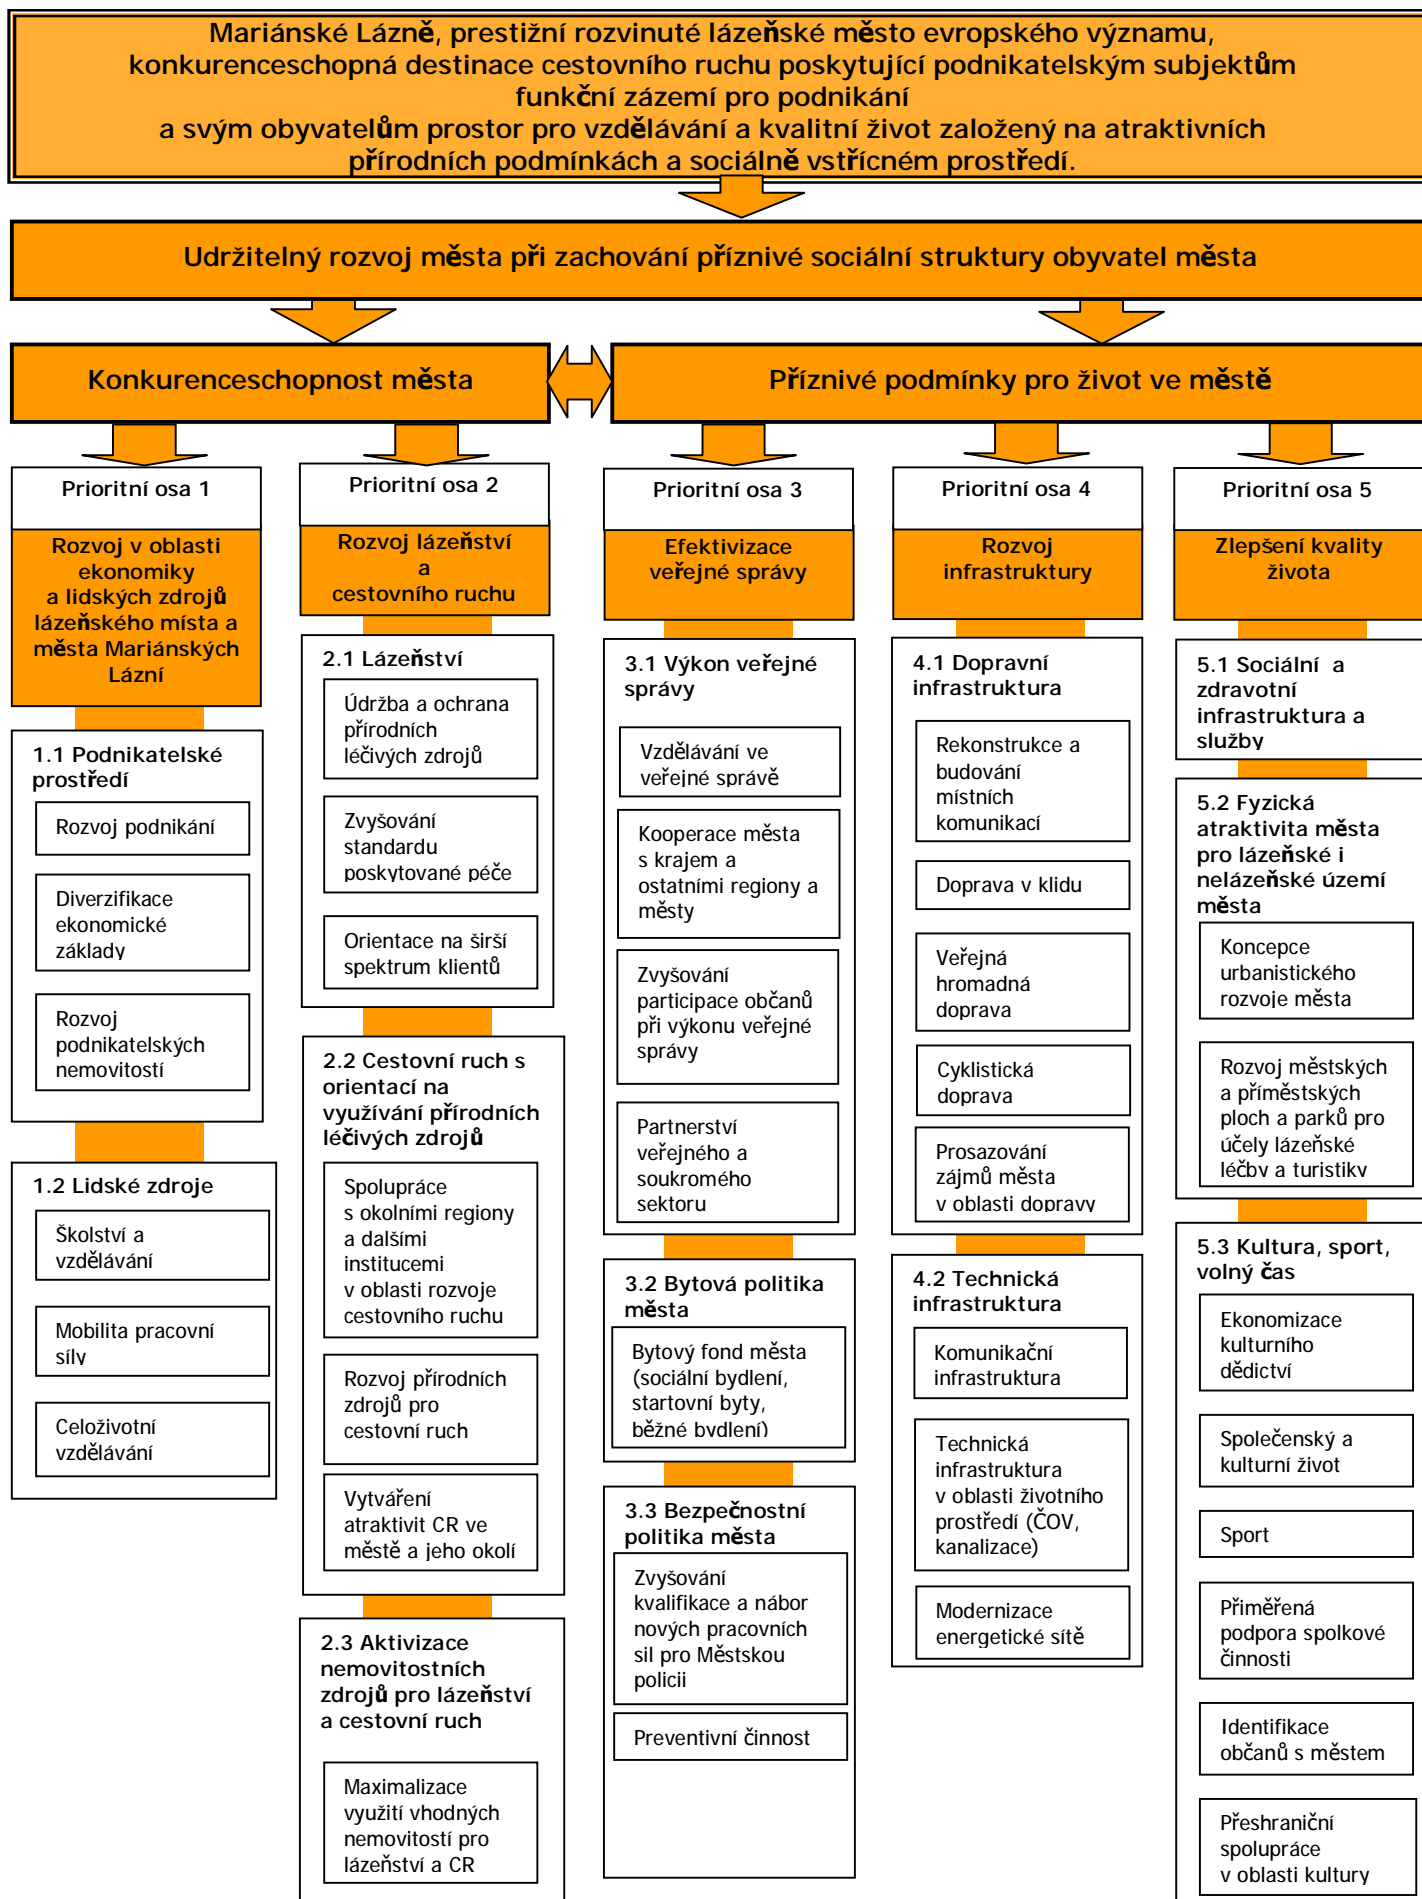 Mariánské Lázně, prestižní rozvinuté lázeňské město evropského významu,
konkurenceschopná destinace cestovního ruchu poskytující podnikatelským subjektům
funkční zázemí pro podnikání
a svým obyvatelům prostor pro vzdělávání a kvalitní život založený na atraktivních
přírodních podmínkách a sociálně vstřícném prostředí.
Udržitelný rozvoj města při zachování příznivé sociální struktury obyvatel města
Konkurenceschopnost města
Příznivé podmínky pro život ve městě
Prioritní osa 1
Rozvoj v oblasti
ekonomiky
a lidských zdrojů
lázeňského místa a
města Mariánských
Lázní
1.1 Podnikatelské
prostředí
Rozvoj podnikání
Diverzifikace
ekonomické
základy
Rozvoj
podnikatelských
nemovitostí
1.2 Lidské zdroje
Školství a
vzdělávání
Mobilita pracovní
síly
Celoživotní
vzdělávání
Prioritní osa 2
Rozvoj lázeňství
a
cestovního ruchu
2.1 Lázeňství
Údržba a ochrana
přírodních
léčivých zdrojů
Zvyšování
standardu
poskytované péče
Orientace na širší
spektrum klientů
2.2 Cestovní ruch s
orientací na
využívání přírodních
léčivých zdrojů
Spolupráce
s okolními regiony
a dalšími
institucemi
v oblasti rozvoje
cestovního ruchu
Rozvoj přírodních
zdrojů pro
cestovní ruch
Vytváření
atraktivit CR ve
městě a jeho okolí
2.3 Aktivizace
nemovitostních
zdrojů pro lázeňství
a cestovní ruch
Maximalizace
využití vhodných
nemovitostí pro
lázeňství a CR
Prioritní osa 3
Efektivizace
veřejné správy
3.1 Výkon veřejné
správy
Vzdělávání ve
veřejné správě
Kooperace města
s krajem a
ostatními regiony a
městy
Zvyšování
participace občanů
při výkonu veřejné
správy
Partnerství
veřejného a
soukromého
sektoru
3.2 Bytová politika
města
Bytový fond města
(sociální bydlení,
startovní byty,
běžné bydlení)
3.3 Bezpečnostní
politika města
Zvyšování
kvalifikace a nábor
nových pracovních
sil pro Městskou
policii
Preventivní činnost
Prioritní osa 4
Rozvoj
infrastruktury
4.1 Dopravní
infrastruktura
Rekonstrukce a
budování
místních
komunikací
Doprava v klidu
Veřejná
hromadná
doprava
Cyklistická
doprava
Prosazování
zájmů města
v oblasti dopravy
4.2 Technická
infrastruktura
Komunikační
infrastruktura
Technická
infrastruktura
v oblasti životního
prostředí (ČOV,
kanalizace)
Modernizace
energetické sítě
Prioritní osa 5
Zlepšení kvality
života
5.1 Sociální a
zdravotní
infrastruktura a
služby
5.2 Fyzická
atraktivita města
pro lázeňské i
nelázeňské území
města
Koncepce
urbanistického
rozvoje města
Rozvoj městských
a příměstských
ploch a parků pro
účely lázeňské
léčby a turistiky
5.3 Kultura, sport,
volný čas
Ekonomizace
kulturního
dědictví
Společenský a
kulturní život
Sport
Přiměřená
podpora spolkové
činnosti
Identifikace
občanů s městem
Přeshraniční
spolupráce
v oblasti kultury